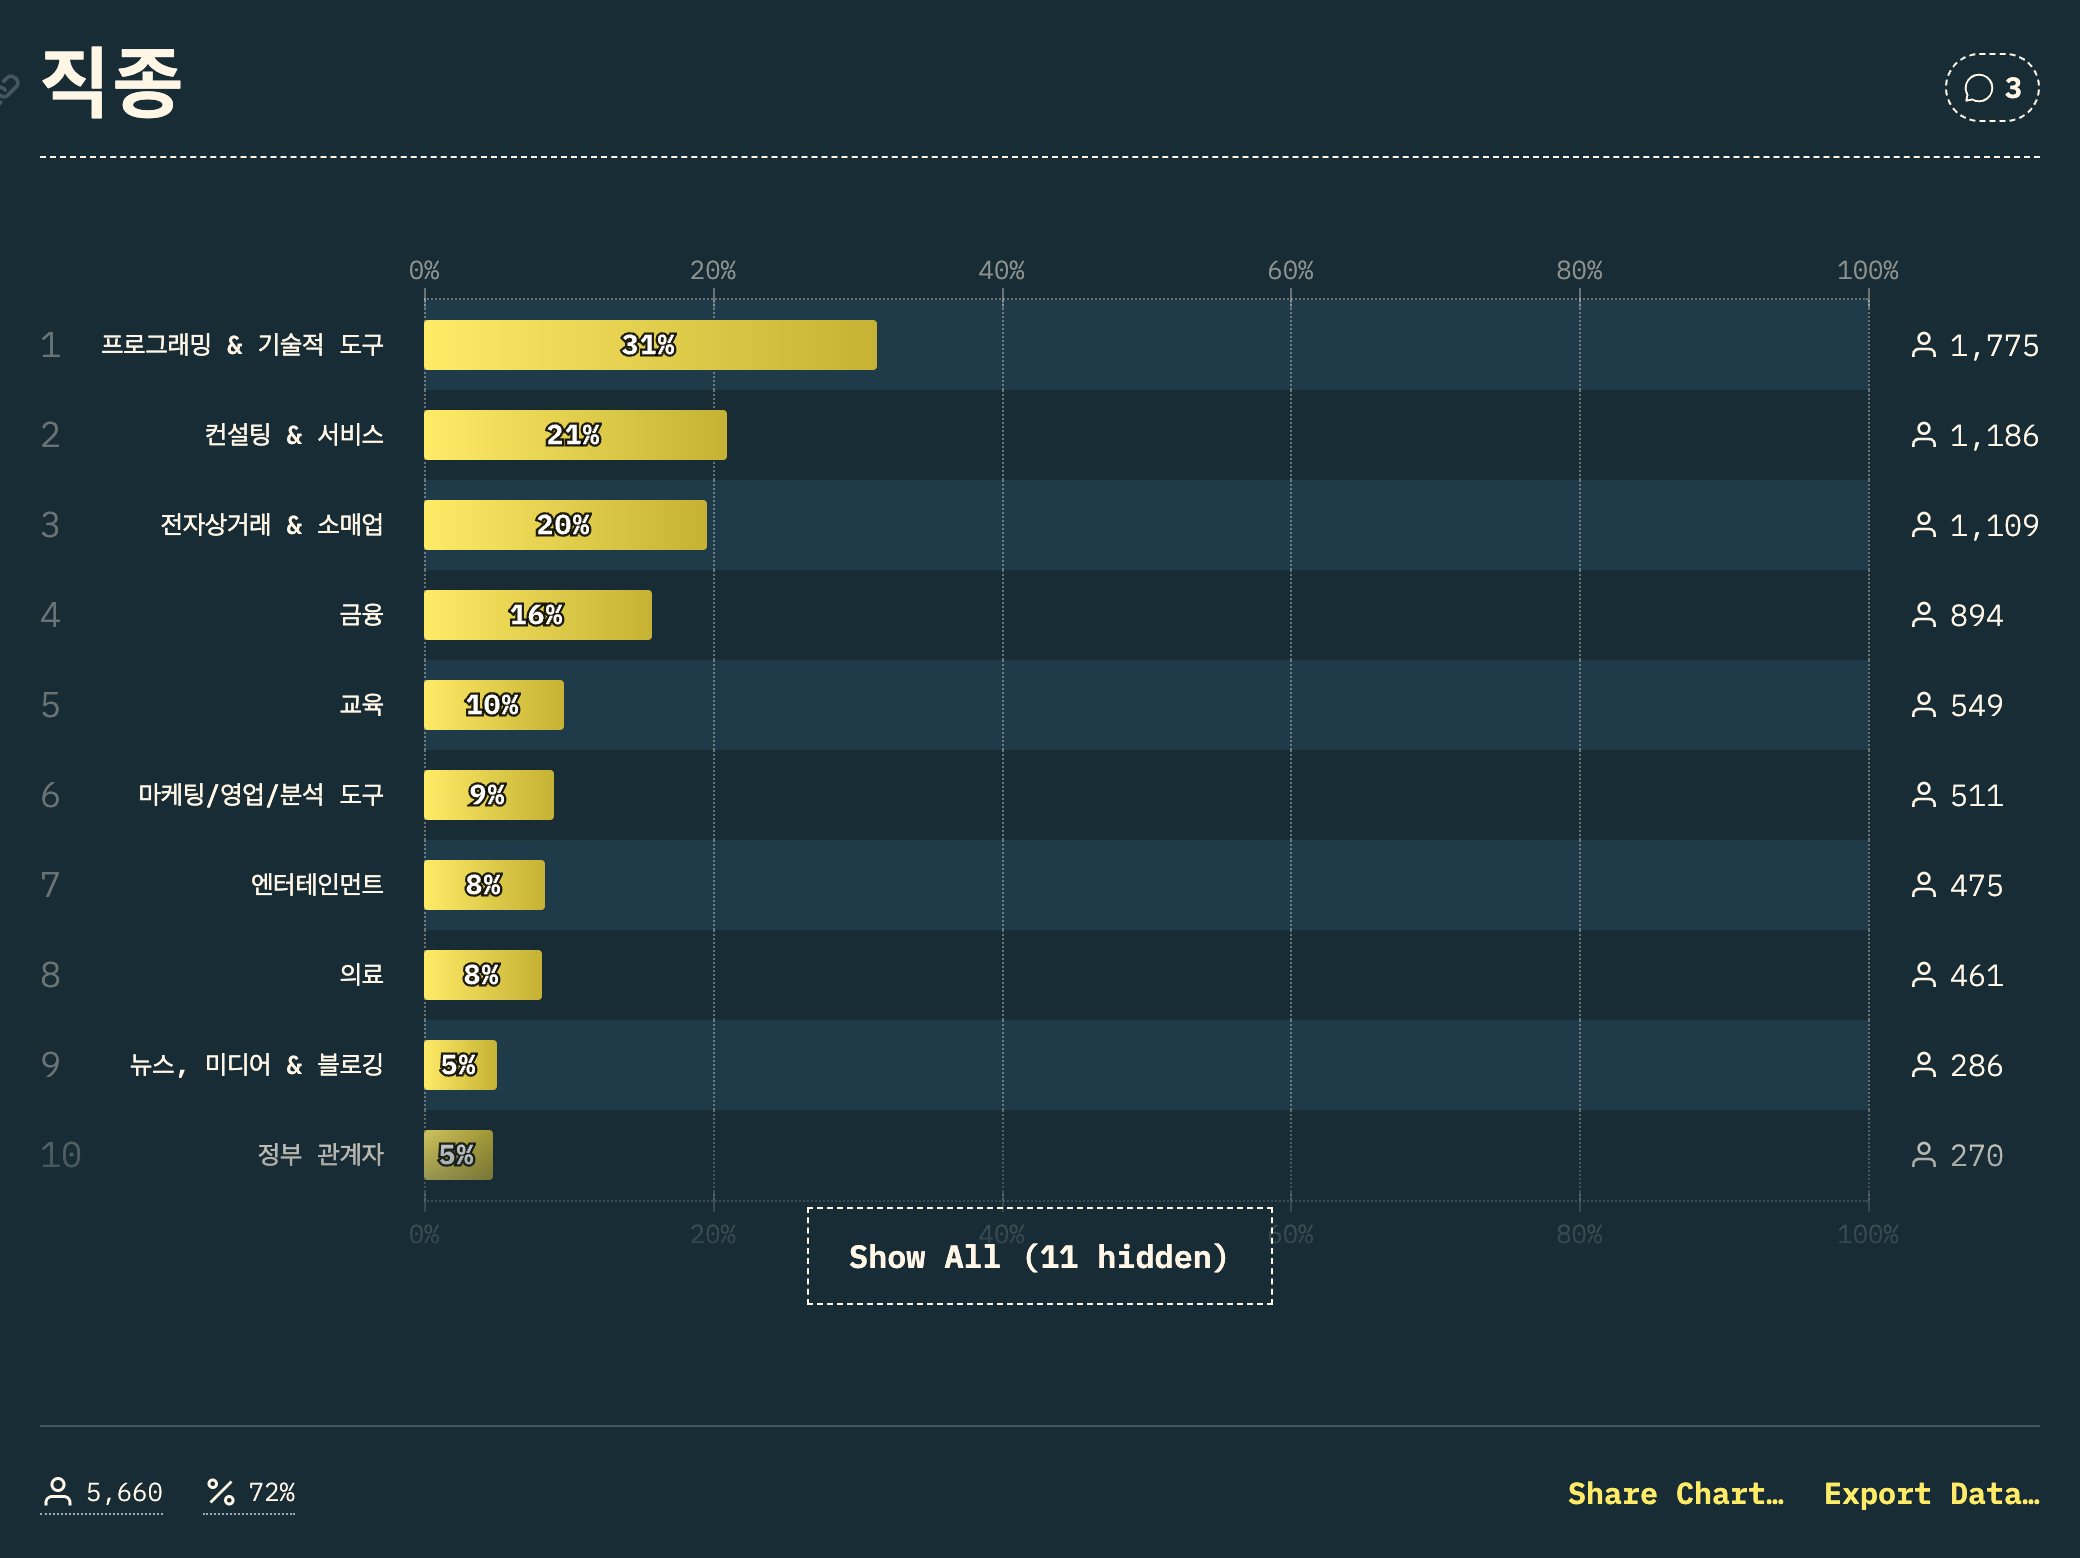 직종
3
0% 20% 40% 60% 80% 100%
1 프로그래밍 & 기술적 도구 31% 1,775
2 컨설팅 & 서비스 21% 1,186
3 전자상거래 & 소매업 20% 1,109
4 금융 16% 894
5 교육 10% 549
6 마케팅/영업/분석 도구 9% 511
7 엔터테인먼트 8% 475
8 의료 8% 461
9 뉴스, 미디어 & 블로깅 5% 286
10 정부 관계자 5% 270
0% 20% 40% 60% 80% 100%
Show All (11 hidden)
5,660 72% Share Chart… Export Data…